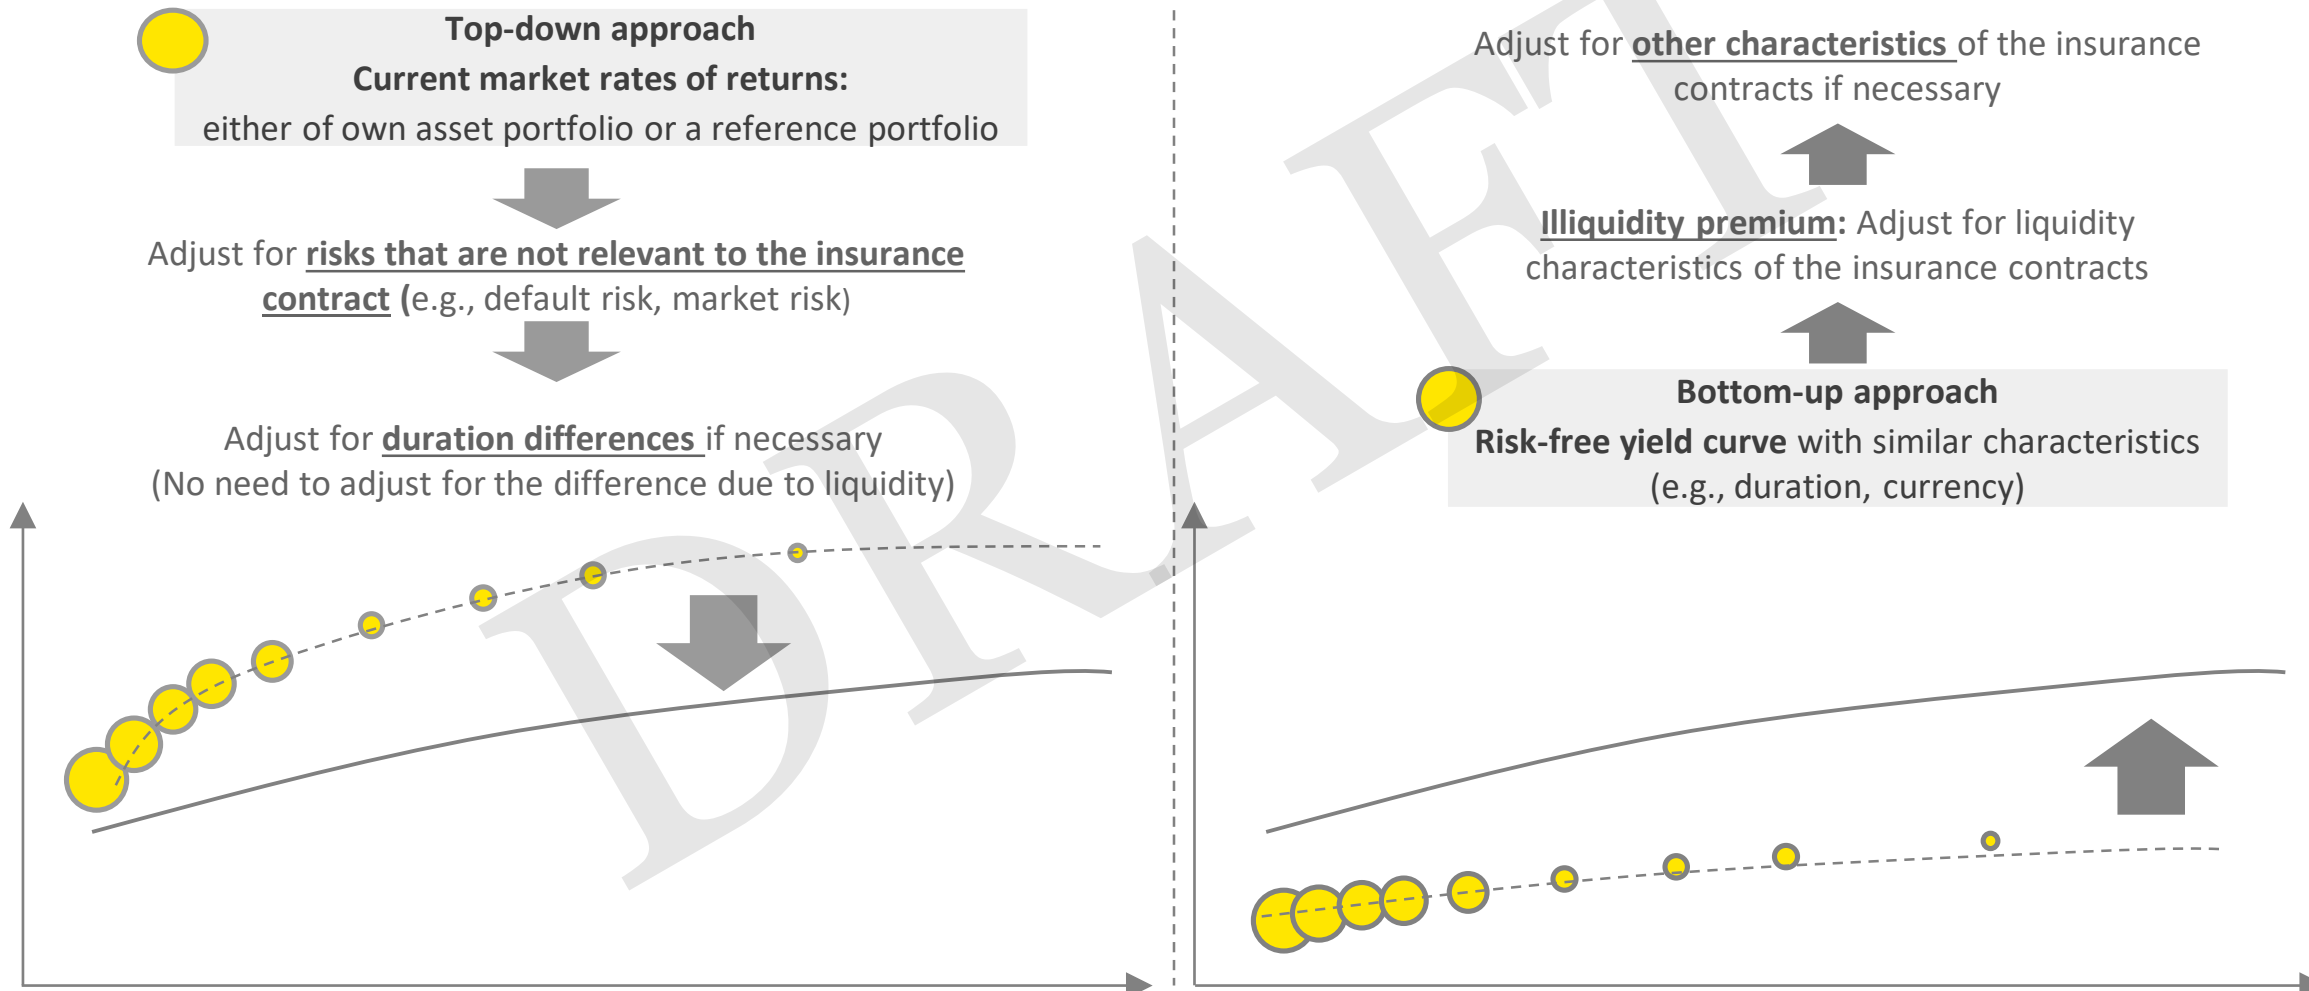 Top-down approach
Current market rates of returns:
either of own asset portfolio or a reference portfolio
Adjust for risks that are not relevant to the insurance
contract (e.g., default risk, market risk)
Adjust for duration differences if necessary
(No need to adjust for the difference due to liquidity)
Adjust for other characteristics of the insurance
contracts if necessary
Illiquidity premium: Adjust for liquidity
characteristics of the insurance contracts
Bottom-up approach
Risk-free yield curve with similar characteristics
(e.g., duration, currency)
DRAFT